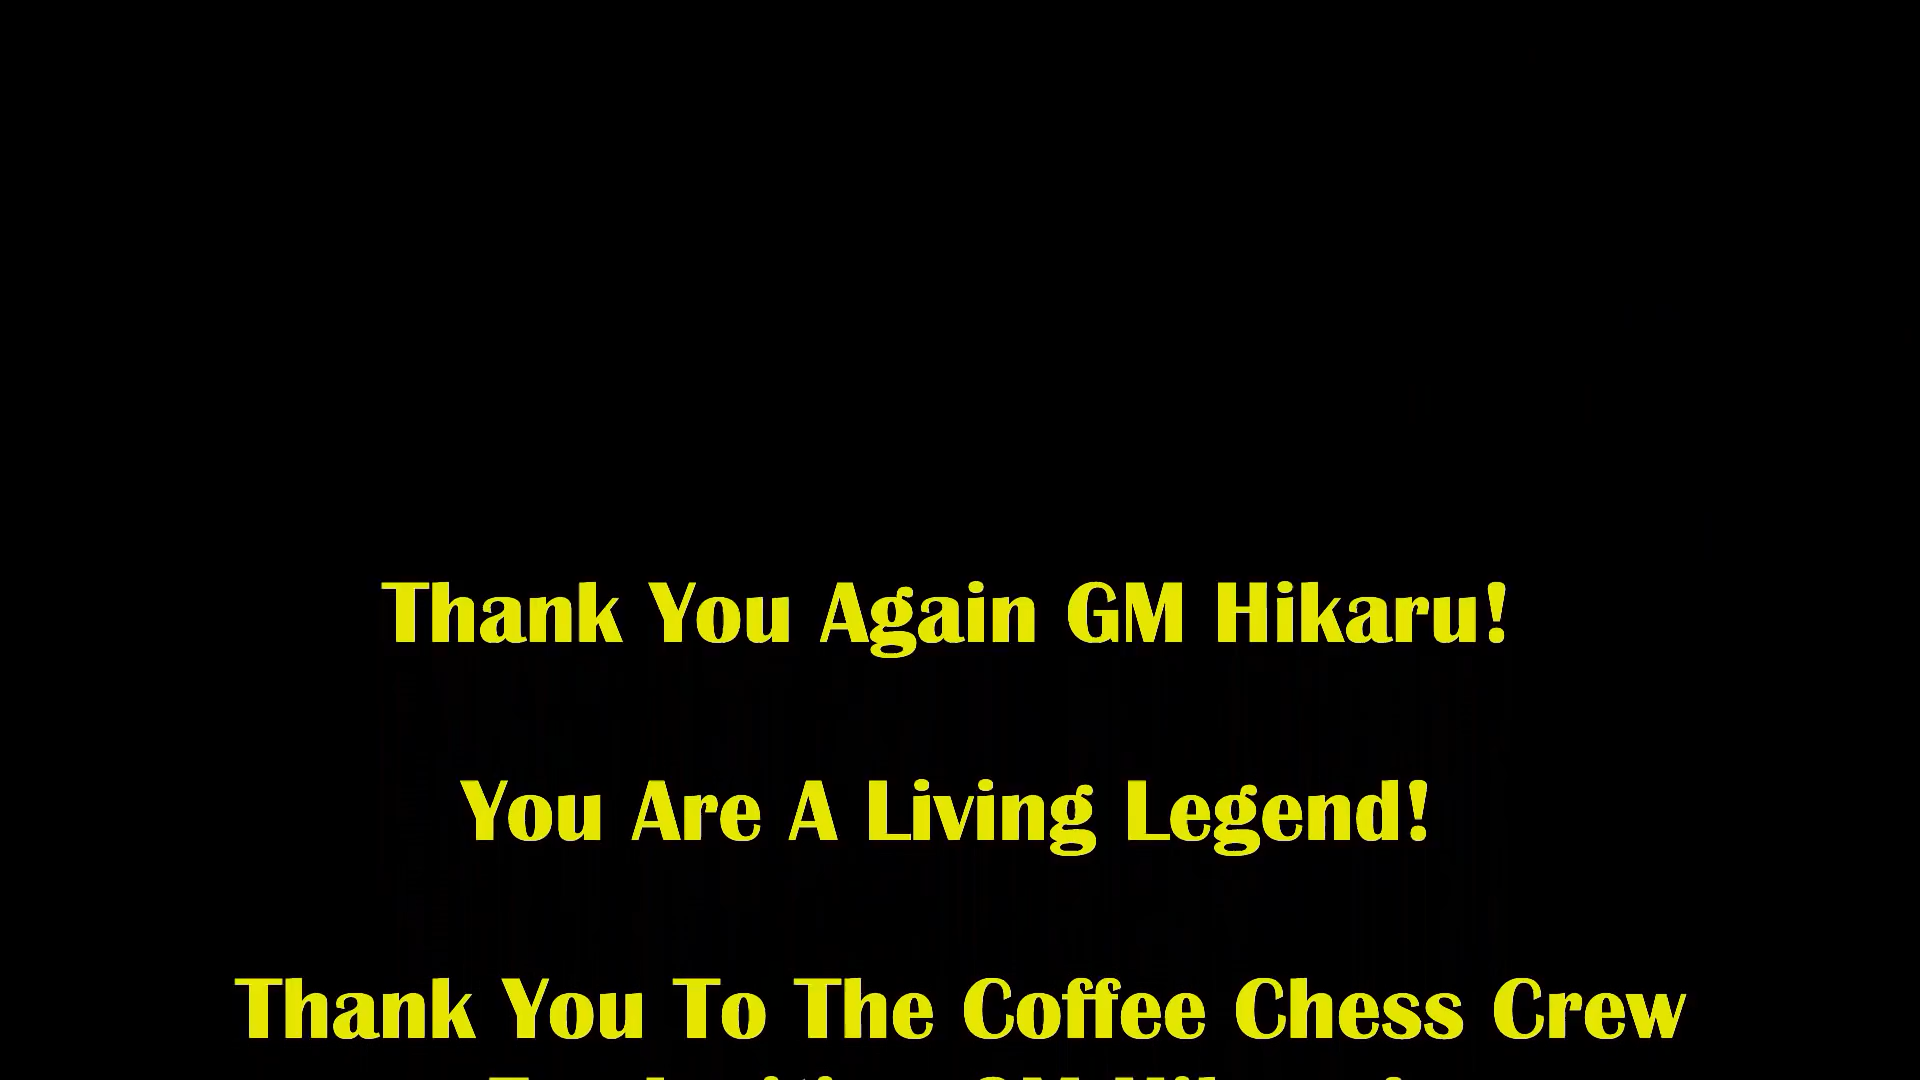 Thank You Again GM Hikaru!
You Are A Living Legend!
Thank You To The Coffee Chess Crew